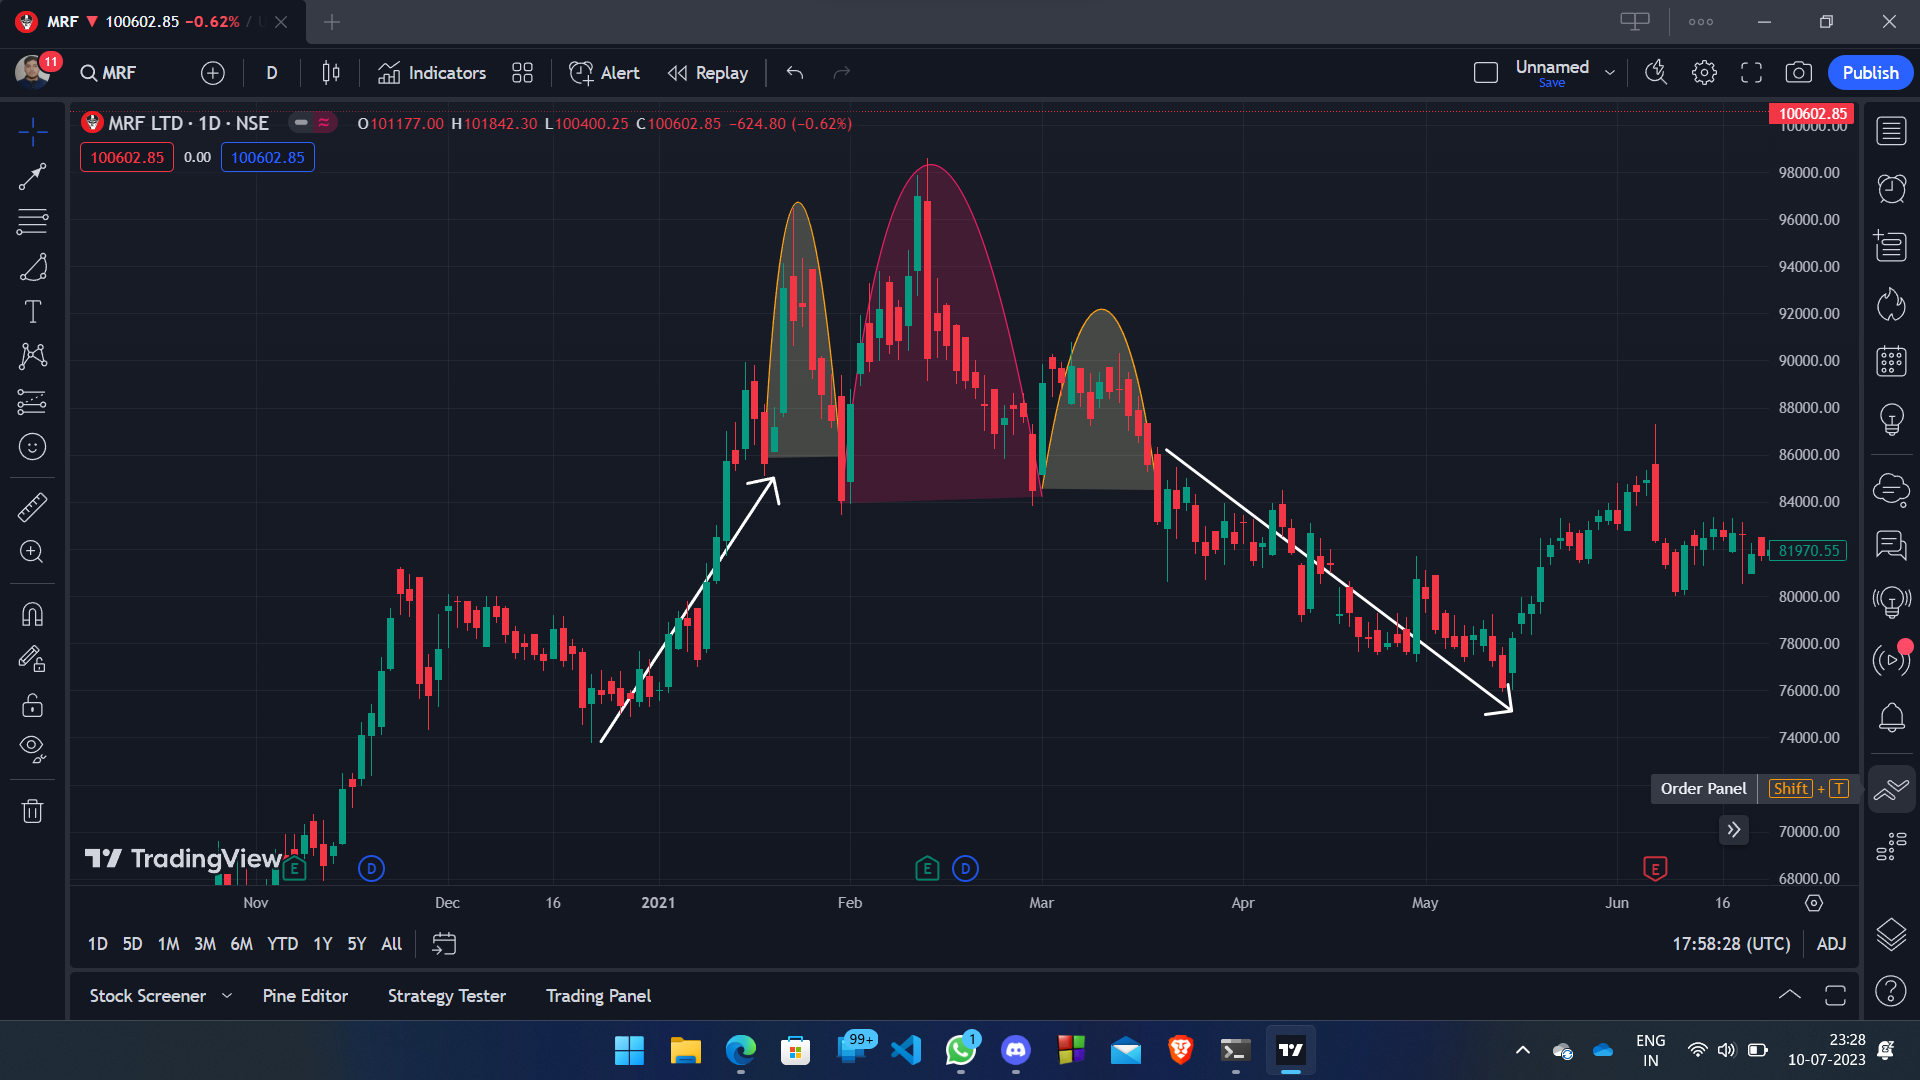 MRF ▼ 100602.85 −0.62% /
11
MRF
D
Indicators
Alert
Replay
Unnamed
Save
Publish
MRF LTD · 1D · NSE
O101177.00 H101842.30 L100400.25 C100602.85 −624.80 (−0.62%)
100602.85
0.00
100602.85
100602.85
100000.00
98000.00
96000.00
94000.00
92000.00
90000.00
88000.00
86000.00
84000.00
81970.55
80000.00
78000.00
76000.00
74000.00
Order Panel Shift + T
70000.00
68000.00
TradingView
E
D
E
D
E
Nov
Dec
16
2021
Feb
Mar
Apr
May
Jun
16
1D 5D 1M 3M 6M YTD 1Y 5Y All
17:58:28 (UTC)
ADJ
Stock Screener
Pine Editor
Strategy Tester
Trading Panel
99+
1
ENG
IN
23:28
10-07-2023